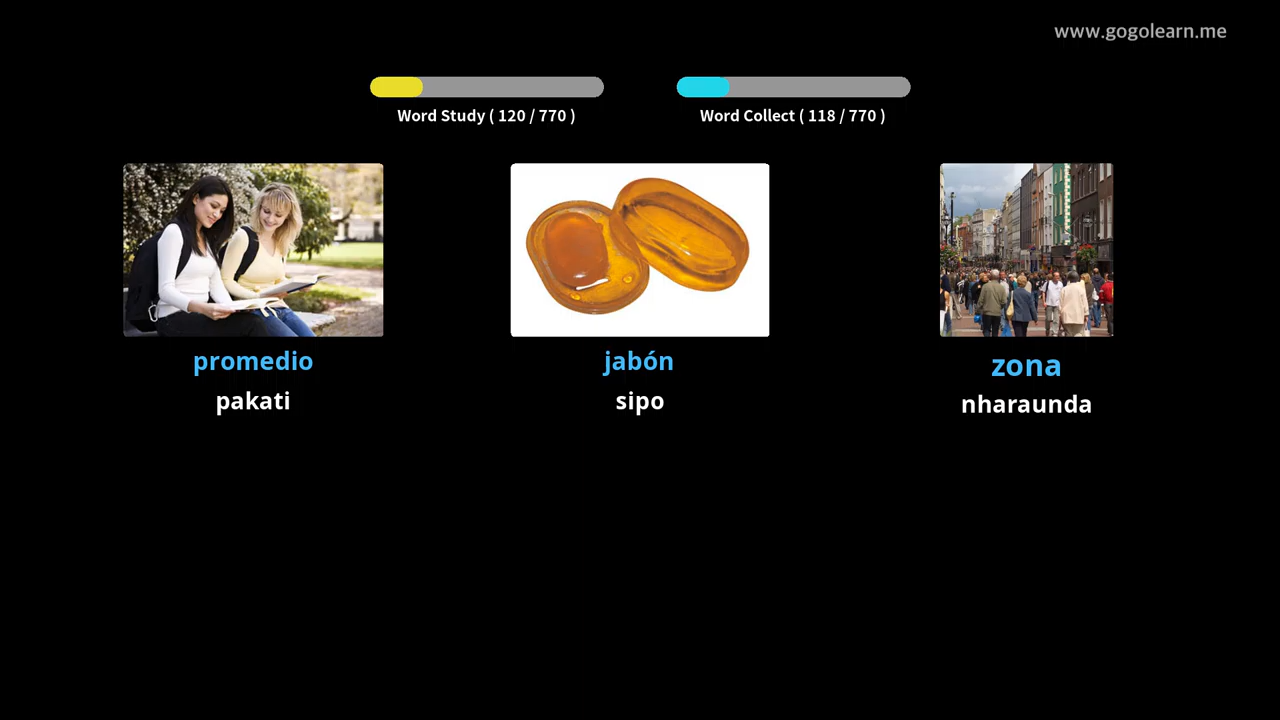 www.gogolearn.me
Word Study ( 120 / 770 )
Word Collect ( 118 / 770 )
promedio
pakati
jabón
sipo
zona
nharaunda